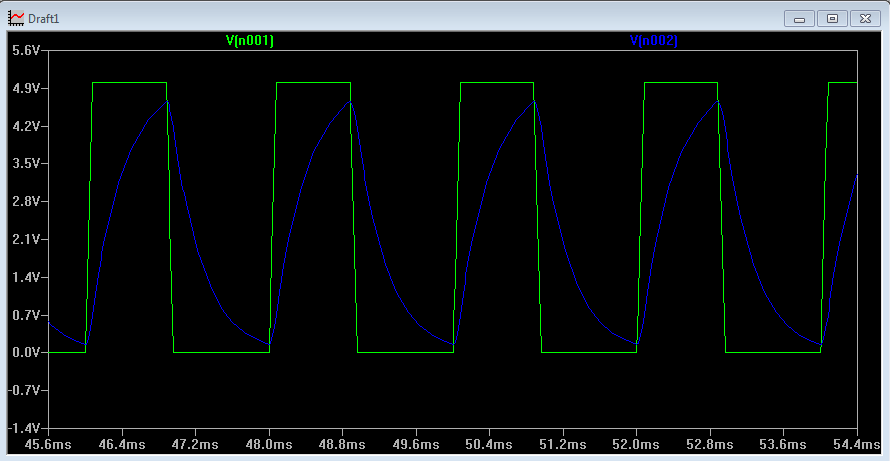 Draft1
V(n001) V(n002)
5.6V
4.9V
4.2V
3.5V
2.8V
2.1V
1.4V
0.7V
0.0V
-0.7V
-1.4V
45.6ms 46.4ms 47.2ms 48.0ms 48.8ms 49.6ms 50.4ms 51.2ms 52.0ms 52.8ms 53.6ms 54.4ms